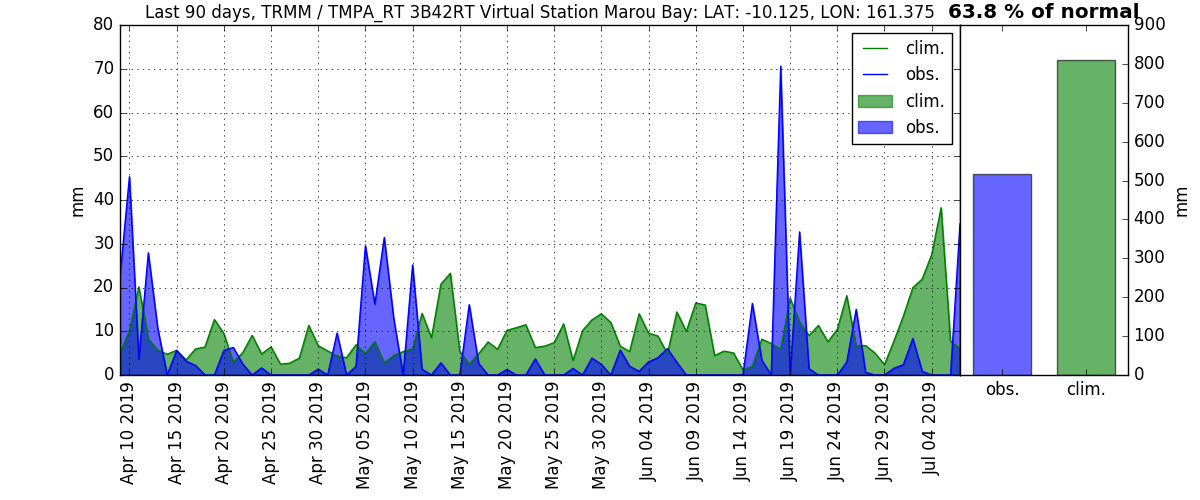 Last 90 days, TRMM / TMPA_RT 3B42RT Virtual Station Marou Bay: LAT: -10.125, LON: 161.375
63.8 % of normal
80
70
60
50
40
30
20
10
0
mm
clim.
obs.
clim.
obs.
Apr 10 2019
Apr 15 2019
Apr 20 2019
Apr 25 2019
Apr 30 2019
May 05 2019
May 10 2019
May 15 2019
May 20 2019
May 25 2019
May 30 2019
Jun 04 2019
Jun 09 2019
Jun 14 2019
Jun 19 2019
Jun 24 2019
Jun 29 2019
Jul 04 2019
900
800
700
600
500
400
300
200
100
0
mm
obs.
clim.